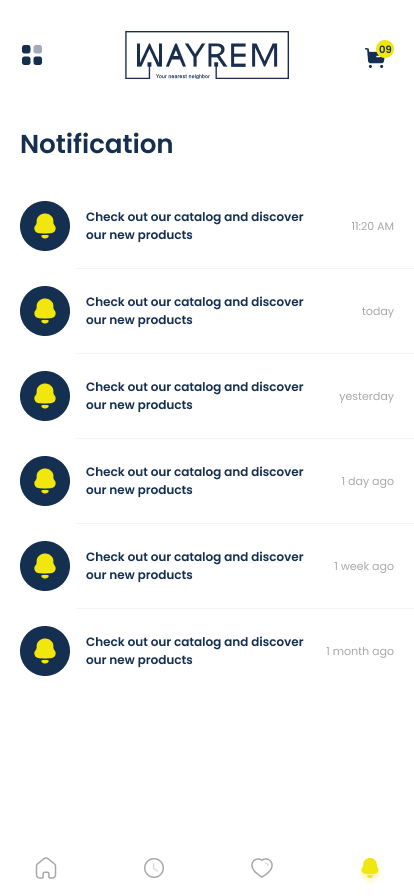 WAYREM
Your nearest neighbor
09
Notification
Check out our catalog and discover
our new products
11:20 AM
Check out our catalog and discover
our new products
today
Check out our catalog and discover
our new products
yesterday
Check out our catalog and discover
our new products
1 day ago
Check out our catalog and discover
our new products
1 week ago
Check out our catalog and discover
our new products
1 month ago